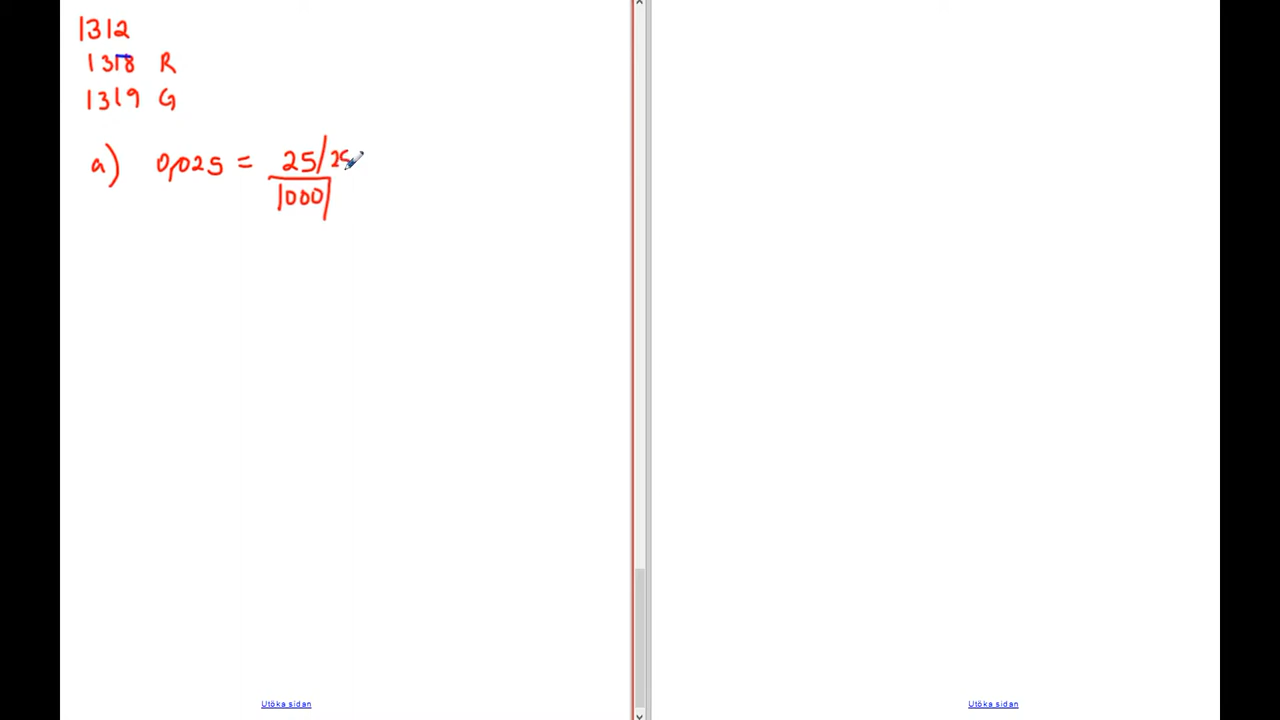 1312
1318 R
1319 G
a) 0,025 = 25/25
1000/
Utöka sidan
Utöka sidan